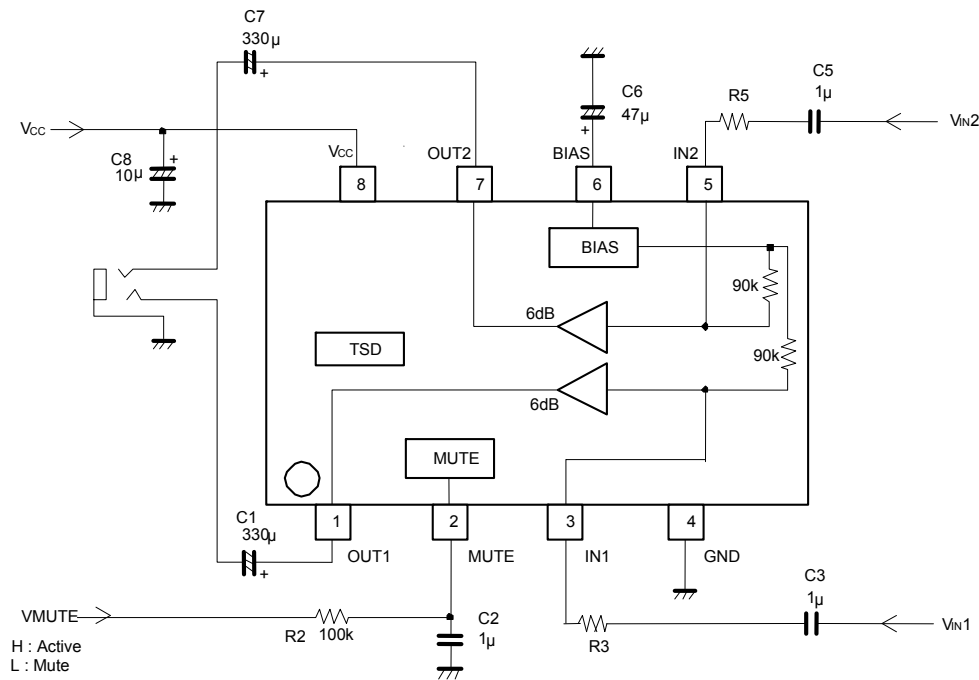 C7
330µ
+
C6
47µ
+
C5
1µ
R5
VIN2
VCC
C8
10µ
+
VCC
OUT2
BIAS
IN2
8
7
6
5
BIAS
90k
6dB
TSD
90k
6dB
MUTE
1
2
3
4
C1
330µ
+
OUT1
MUTE
IN1
GND
VMUTE
R2
100k
C2
1µ
C3
1µ
R3
VIN1
H : Active
L : Mute